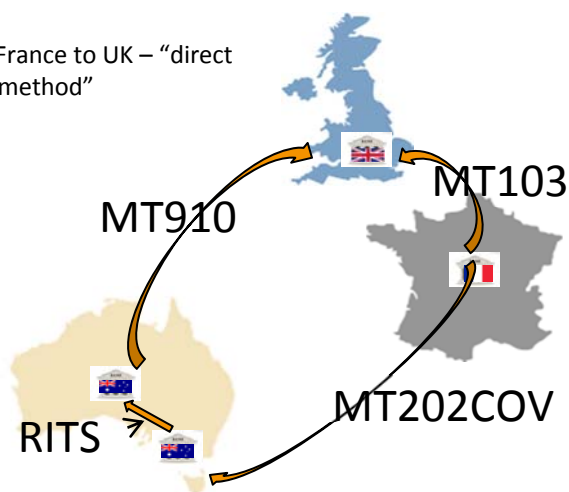 France to UK – “direct
method”
MT103
MT910
MT202COV
RITS